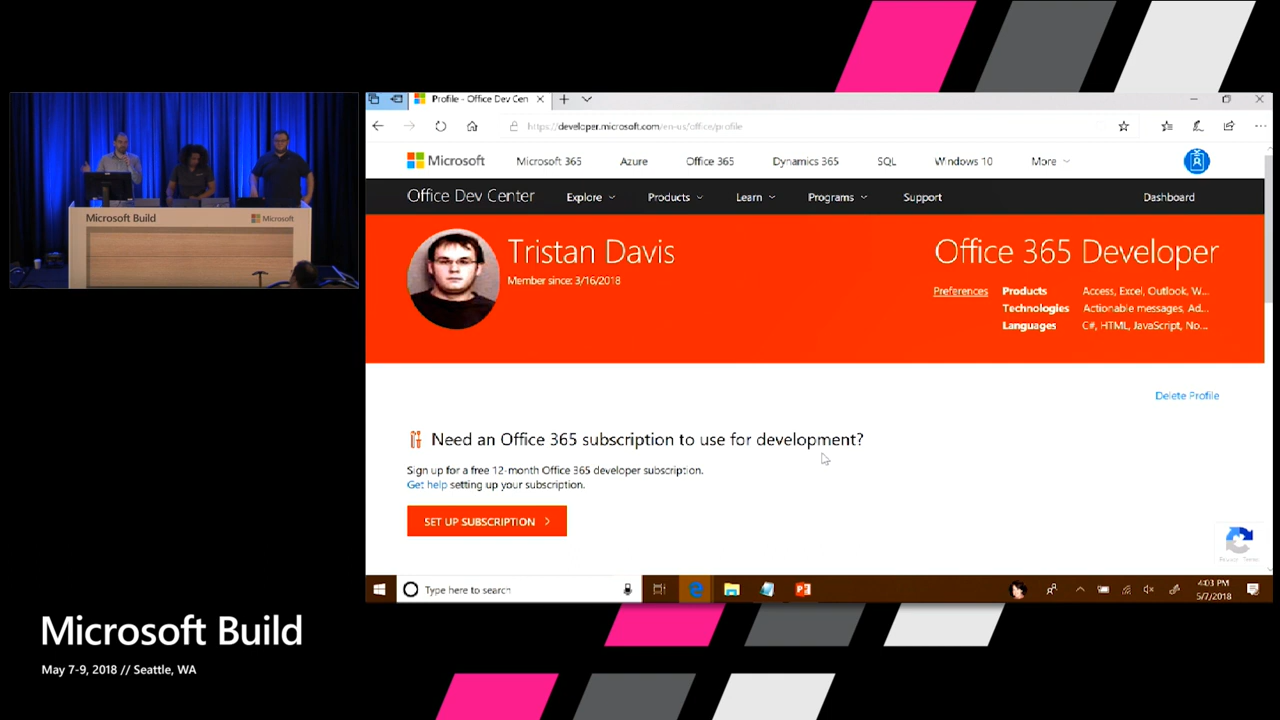 Profile - Office Dev Cen
https://developer.microsoft.com/en-us/office/profile
Microsoft
Microsoft 365
Azure
Office 365
Dynamics 365
SQL
Windows 10
More
Office Dev Center
Explore
Products
Learn
Programs
Support
Dashboard
Tristan Davis
Member since: 3/16/2018
Office 365 Developer
Preferences
Products Access, Excel, Outlook, W...
Technologies Actionable messages, Ad...
Languages C#, HTML, JavaScript, No...
Delete Profile
Need an Office 365 subscription to use for development?
Sign up for a free 12-month Office 365 developer subscription.
Get help setting up your subscription.
SET UP SUBSCRIPTION
Privacy - Terms
Type here to search
4:03 PM
5/7/2018
Microsoft Build
Microsoft
Microsoft Build
May 7-9, 2018 // Seattle, WA